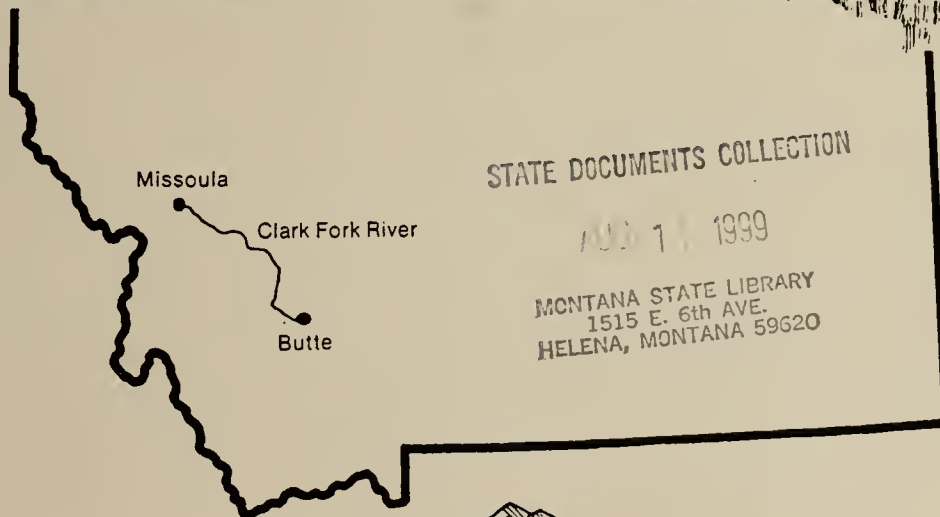 Missoula
Clark Fork River
Butte
STATE DOCUMENTS COLLECTION
1999
MONTANA STATE LIBRARY
1515 E. 6th AVE.
HELENA, MONTANA 59620